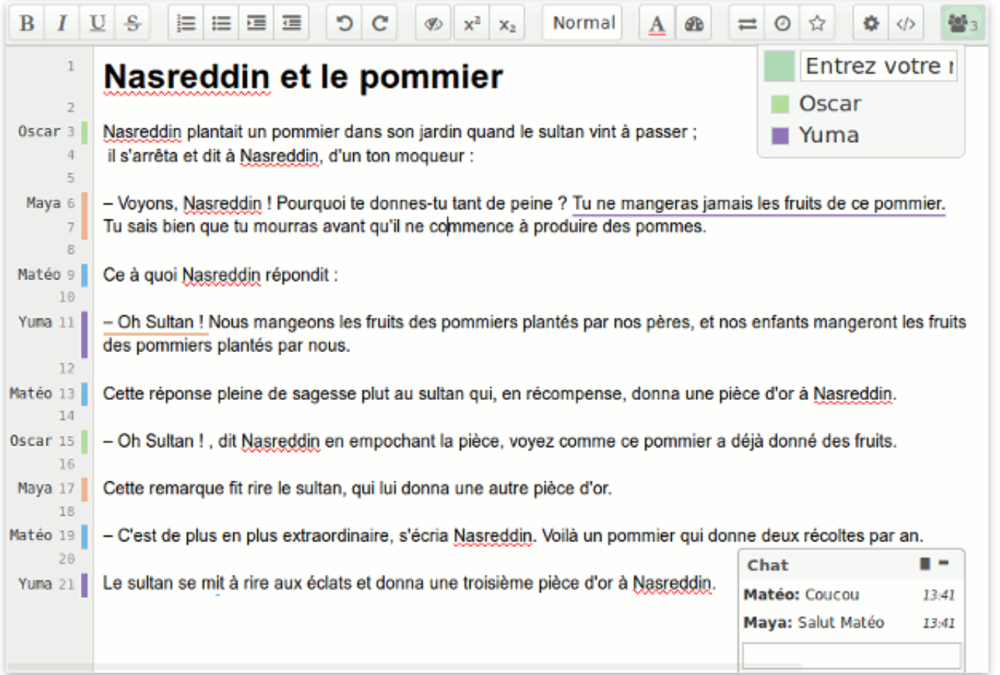 B I U S x² x₂ Normal A </> 3
Entrez votre
Oscar
Yuma
1 Nasreddin et le pommier
2
Oscar 3 Nasreddin plantait un pommier dans son jardin quand le sultan vint à passer ;
4 il s'arrêta et dit à Nasreddin, d'un ton moqueur :
5
Maya 6 – Voyons, Nasreddin ! Pourquoi te donnes-tu tant de peine ? Tu ne mangeras jamais les fruits de ce pommier.
7 Tu sais bien que tu mourras avant qu'il ne commence à produire des pommes.
8
Matéo 9 Ce à quoi Nasreddin répondit :
10
Yuma 11 – Oh Sultan ! Nous mangeons les fruits des pommiers plantés par nos pères, et nos enfants mangeront les fruits
des pommiers plantés par nous.
12
Matéo 13 Cette réponse pleine de sagesse plut au sultan qui, en récompense, donna une pièce d'or à Nasreddin.
14
Oscar 15 – Oh Sultan ! , dit Nasreddin en empochant la pièce, voyez comme ce pommier a déjà donné des fruits.
16
Maya 17 Cette remarque fit rire le sultan, qui lui donna une autre pièce d'or.
18
Matéo 19 – C'est de plus en plus extraordinaire, s'écria Nasreddin. Voilà un pommier qui donne deux récoltes par an.
20
Yuma 21 Le sultan se mit à rire aux éclats et donna une troisième pièce d'or à Nasreddin.
Chat
Matéo: Coucou 13:41
Maya: Salut Matéo 13:41